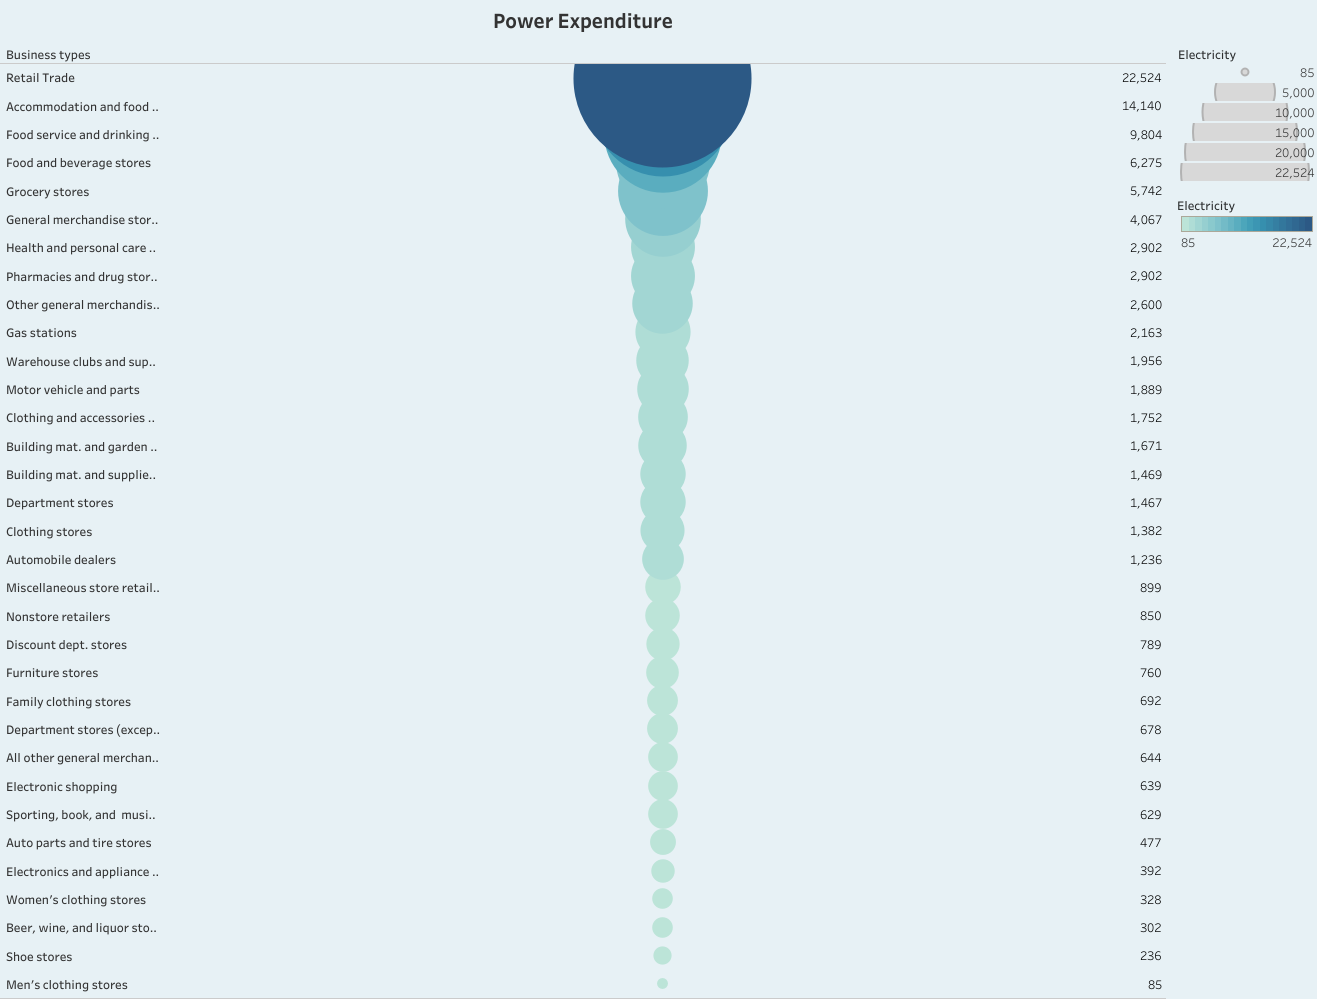 Power Expenditure
Business types
Retail Trade 22,524
Accommodation and food .. 14,140
Food service and drinking .. 9,804
Food and beverage stores 6,275
Grocery stores 5,742
General merchandise stor.. 4,067
Health and personal care .. 2,902
Pharmacies and drug stor.. 2,902
Other general merchandis.. 2,600
Gas stations 2,163
Warehouse clubs and sup.. 1,956
Motor vehicle and parts 1,889
Clothing and accessories .. 1,752
Building mat. and garden .. 1,671
Building mat. and supplie.. 1,469
Department stores 1,467
Clothing stores 1,382
Automobile dealers 1,236
Miscellaneous store retail.. 899
Nonstore retailers 850
Discount dept. stores 789
Furniture stores 760
Family clothing stores 692
Department stores (excep.. 678
All other general merchan.. 644
Electronic shopping 639
Sporting, book, and  musi.. 629
Auto parts and tire stores 477
Electronics and appliance .. 392
Women’s clothing stores 328
Beer, wine, and liquor sto.. 302
Shoe stores 236
Men’s clothing stores 85
Electricity
85
5,000
10,000
15,000
20,000
22,524
Electricity
85 22,524